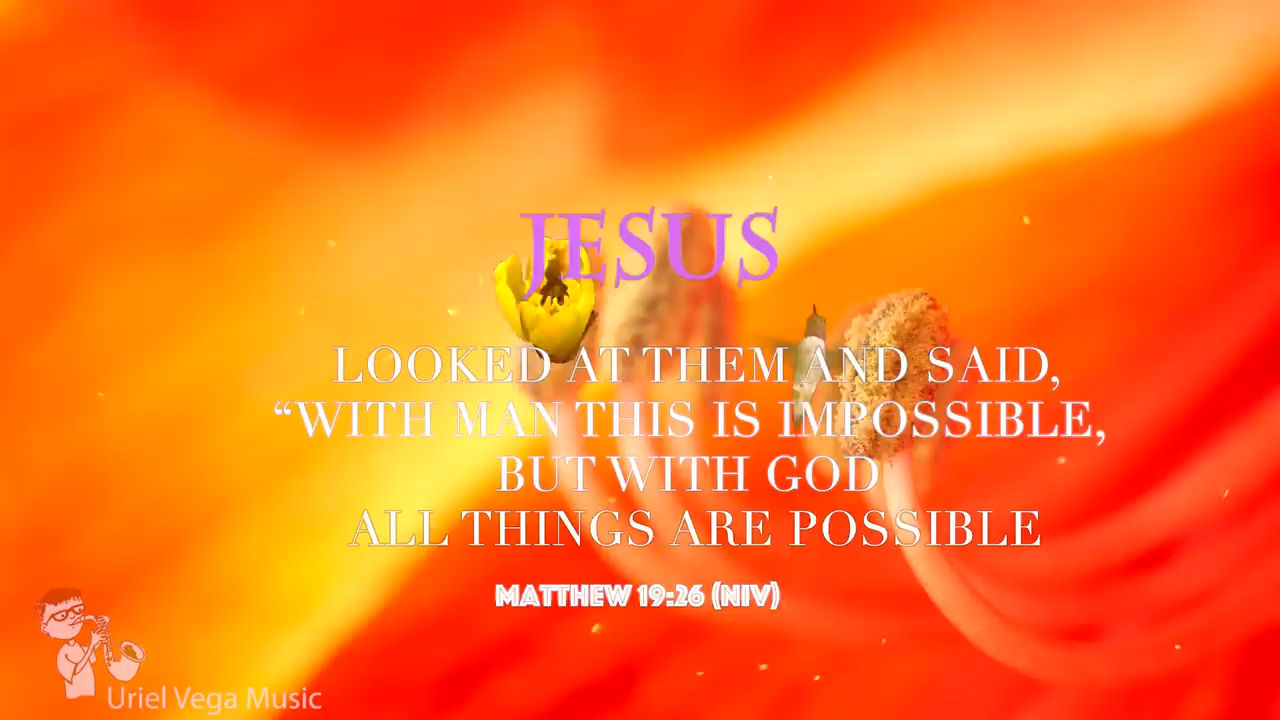 JESUS
LOOKED AT THEM AND SAID,
“WITH MAN THIS IS IMPOSSIBLE,
BUT WITH GOD
ALL THINGS ARE POSSIBLE
MATTHEW 19:26 (NIV)
Uriel Vega Music